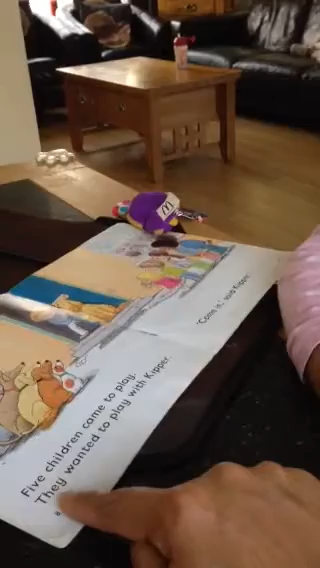 Five children came to play.
They wanted to play with Kipper.
"Come in," said Kipper.